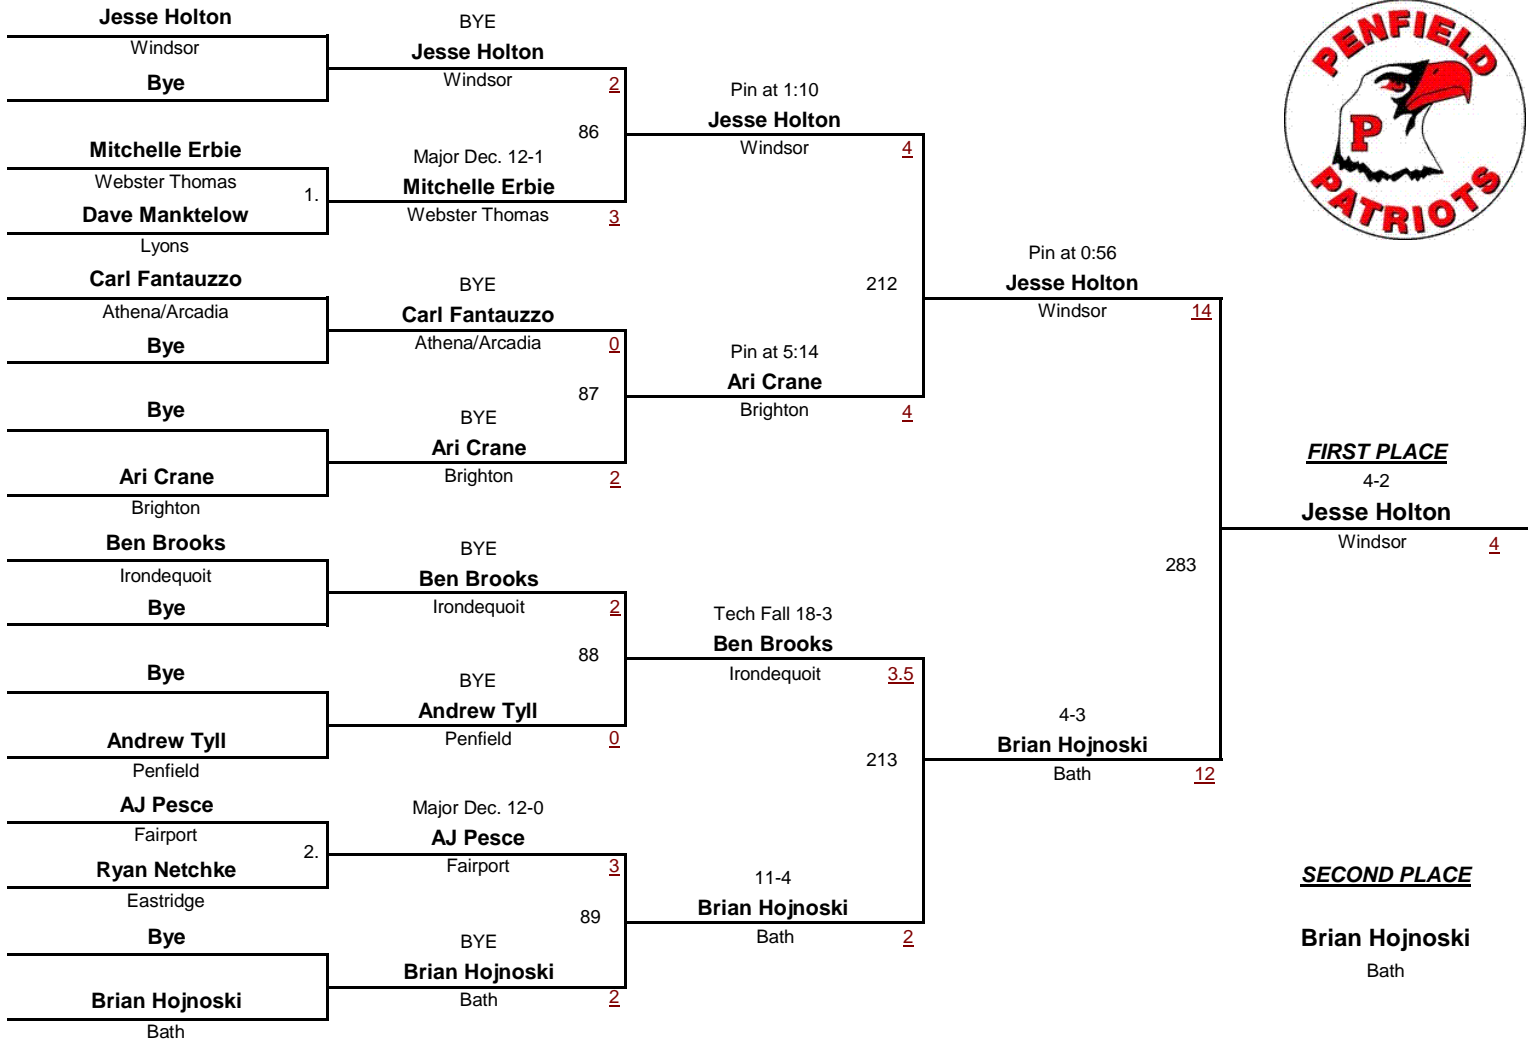 Jesse Holton
Windsor
Bye
Mitchelle Erbie
Webster Thomas
1.
Dave Manktelow
Lyons
Carl Fantauzzo
Athena/Arcadia
Bye
Bye
Ari Crane
Brighton
Ben Brooks
Irondequoit
Bye
Bye
Andrew Tyll
Penfield
AJ Pesce
Fairport
2.
Ryan Netchke
Eastridge
Bye
Brian Hojnoski
Bath
BYE
Jesse Holton
Windsor
2
86
Major Dec. 12-1
Mitchelle Erbie
Webster Thomas
3
BYE
Carl Fantauzzo
Athena/Arcadia
0
87
BYE
Ari Crane
Brighton
2
BYE
Ben Brooks
Irondequoit
2
88
BYE
Andrew Tyll
Penfield
0
Major Dec. 12-0
AJ Pesce
Fairport
3
89
BYE
Brian Hojnoski
Bath
2
Pin at 1:10
Jesse Holton
Windsor
4
212
Pin at 5:14
Ari Crane
Brighton
4
Tech Fall 18-3
Ben Brooks
Irondequoit
3.5
213
11-4
Brian Hojnoski
Bath
2
Pin at 0:56
Jesse Holton
Windsor
14
283
4-3
Brian Hojnoski
Bath
12
PENFIELD
P
PATRIOTS
FIRST PLACE
4-2
Jesse Holton
Windsor
4
SECOND PLACE
Brian Hojnoski
Bath